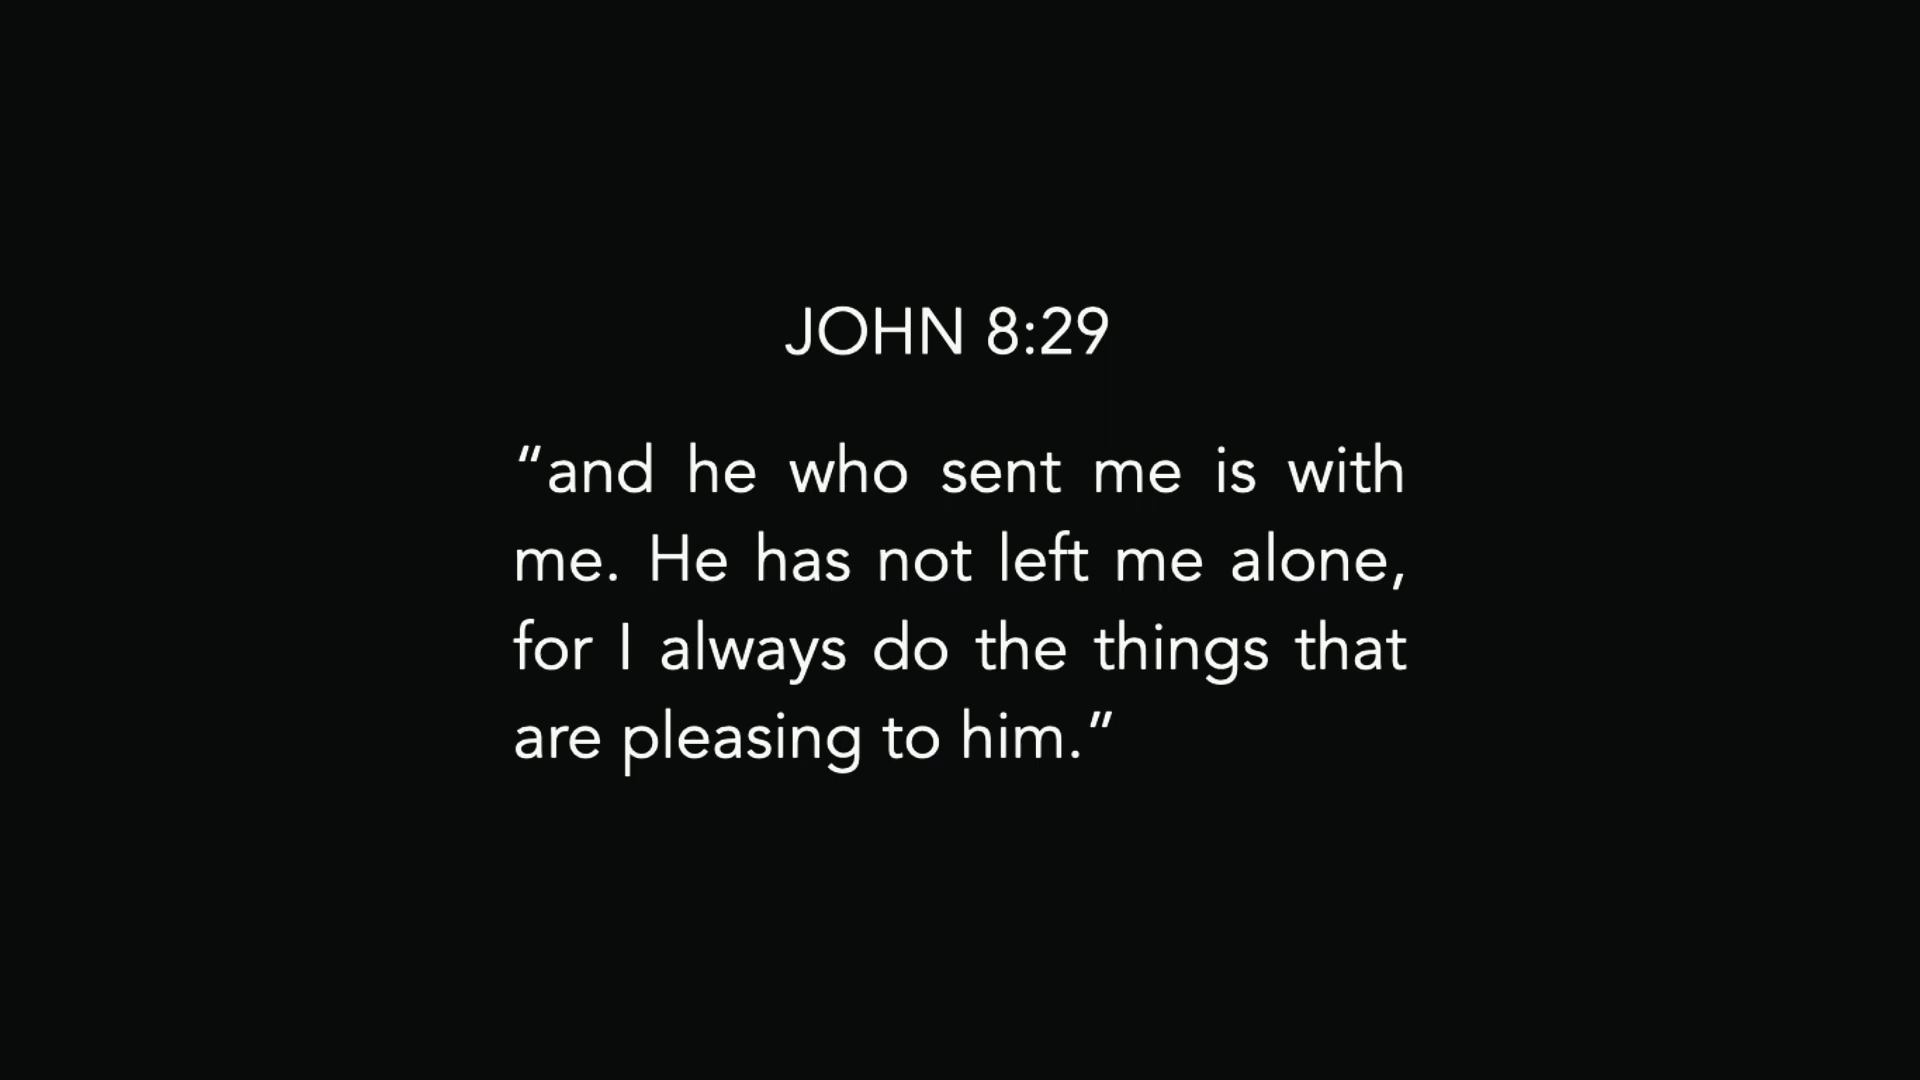 JOHN 8:29
“and he who sent me is with
me. He has not left me alone,
for I always do the things that
are pleasing to him.”